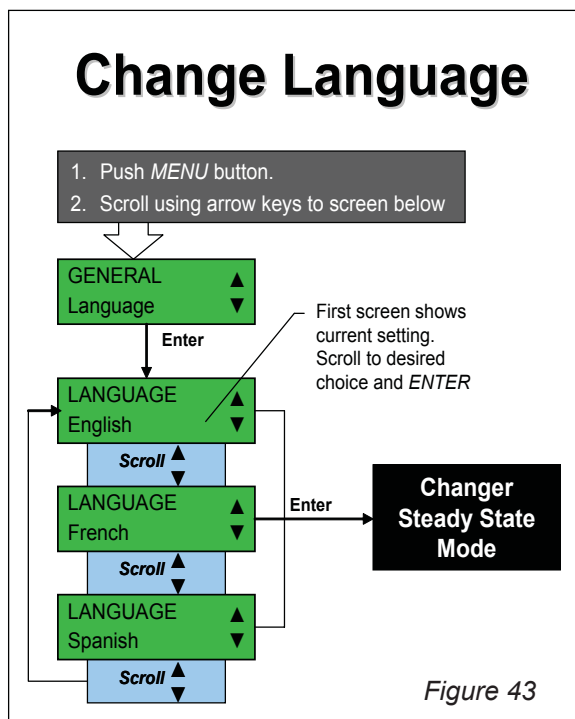 Change Language
1. Push MENU button.
2. Scroll using arrow keys to screen below
GENERAL
Language
Enter
First screen shows
current setting.
Scroll to desired
choice and ENTER
LANGUAGE
English
Scroll
LANGUAGE
French
Enter
Changer
Steady State
Mode
Scroll
LANGUAGE
Spanish
Scroll
Figure 43